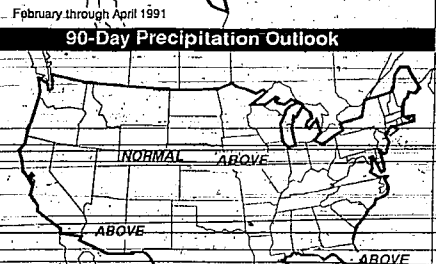 February through April 1991
90-Day Precipitation Outlook
NORMAL ABOVE
ABOVE
ABOVE